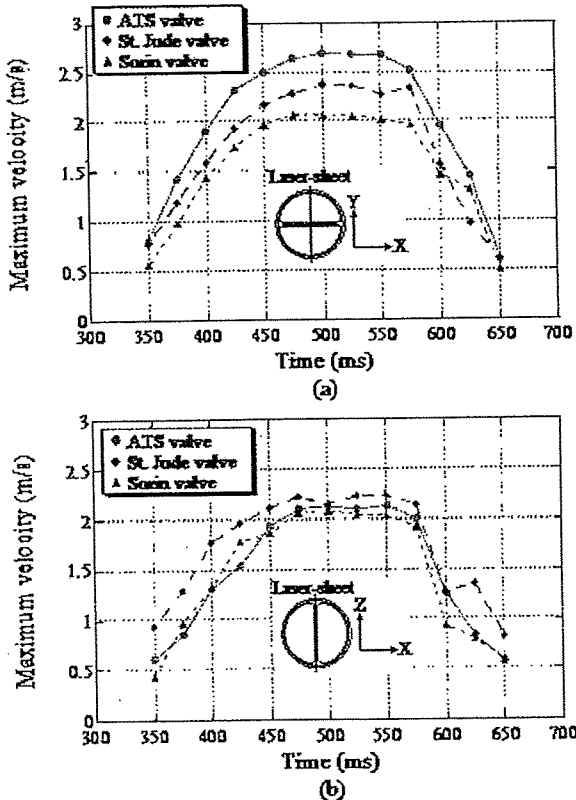 ATS valve
St. Jude valve
Sorin valve
Maximum velocity (m/s)
3
2.5
2
1.5
1
0.5
0
Laser-sheet
Y
X
300 350 400 450 500 550 600 650 700
Time (ms)
(a)
ATS valve
St. Jude valve
Sorin valve
Maximum velocity (m/s)
3
2.5
2
1.5
1
0.5
0
Laser-sheet
Z
X
300 350 400 450 500 550 600 650 700
Time (ms)
(b)